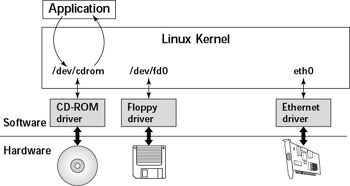 Application
Linux Kernel
/dev/cdrom /dev/fd0 eth0
CD-ROM driver
Floppy driver
Ethernet driver
Software
Hardware